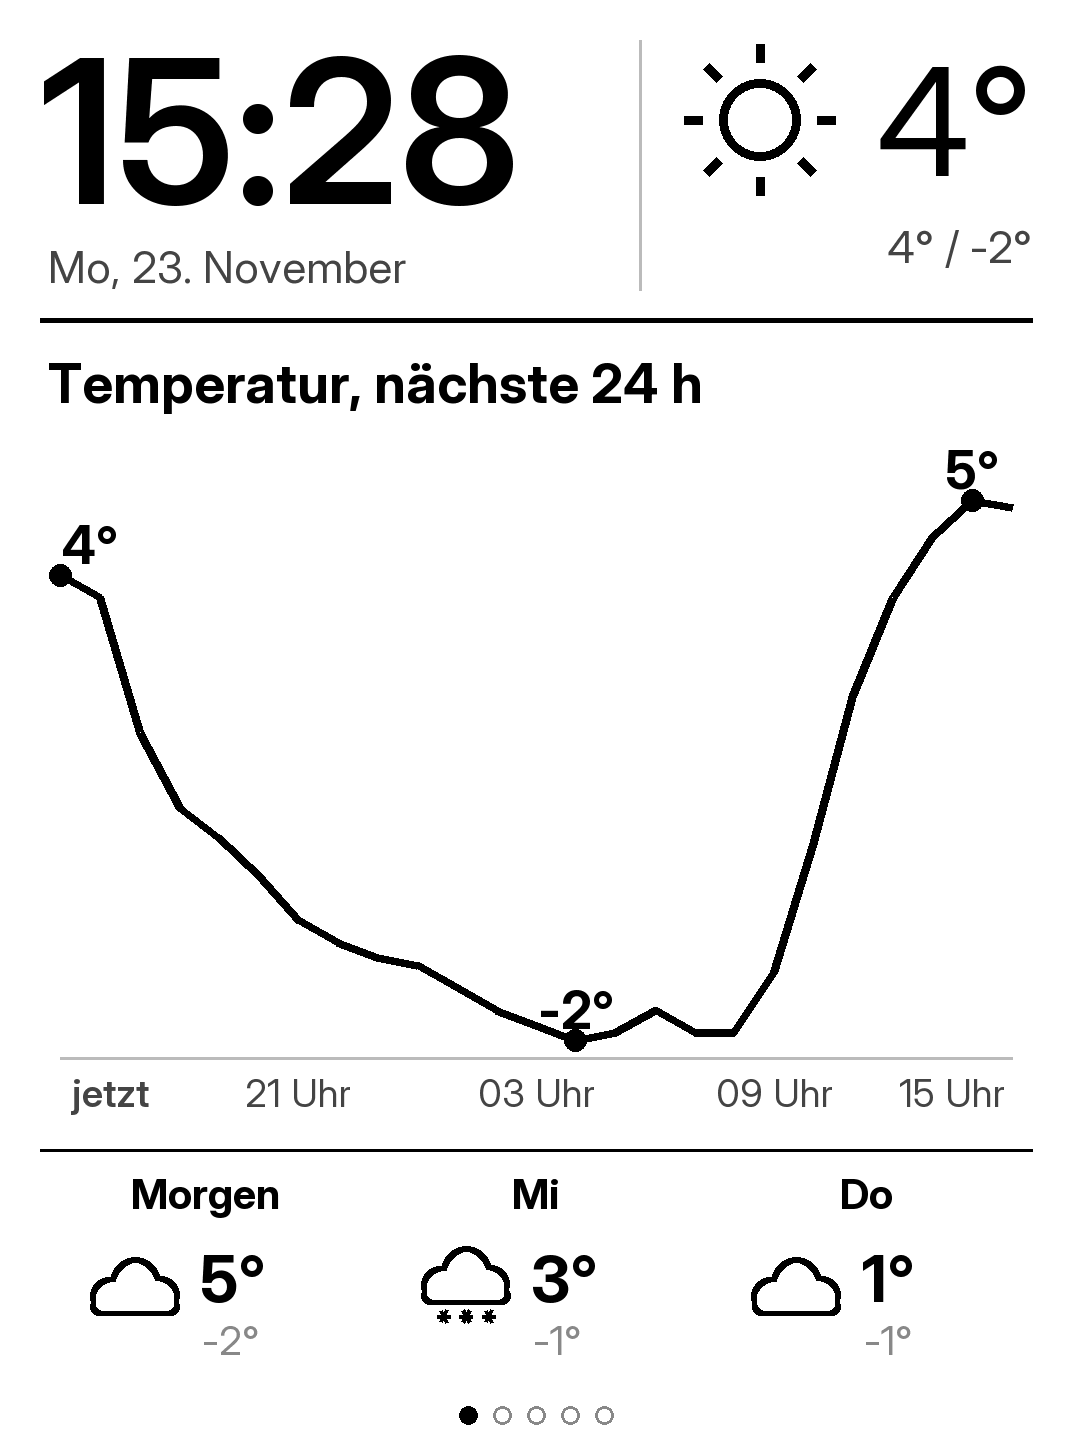 15:28
4°
Mo, 23. November
4° / -2°
Temperatur, nächste 24 h
5°
4°
-2°
jetzt 21 Uhr 03 Uhr 09 Uhr 15 Uhr
Morgen Mi Do
5° 3° 1°
-2° -1° -1°